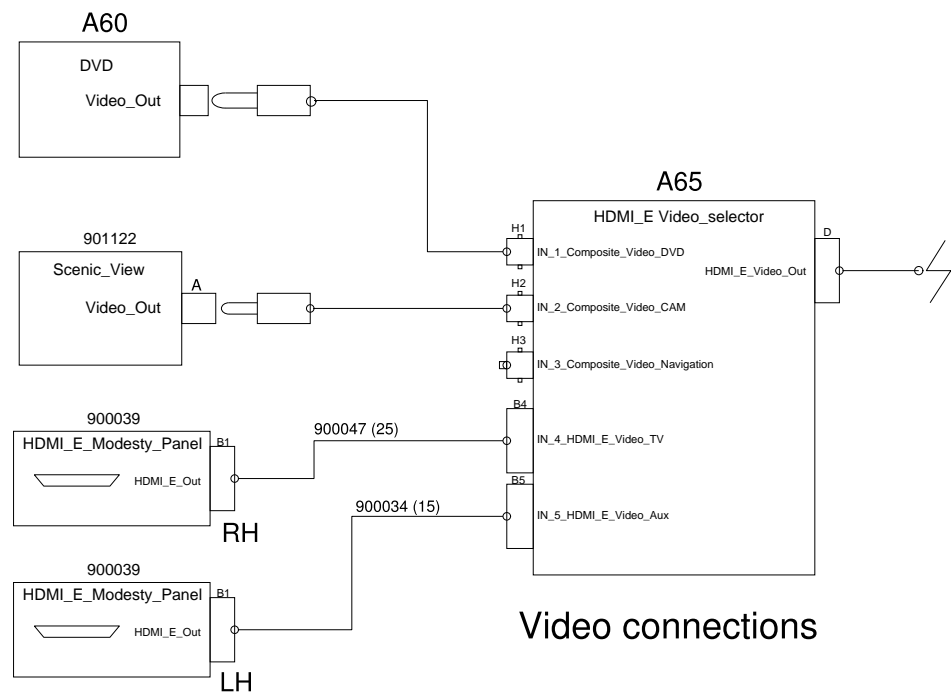 A60
DVD
Video_Out
901122
Scenic_View
Video_Out
A
900039
HDMI_E_Modesty_Panel
B1
HDMI_E_Out
RH
900047 (25)
900039
HDMI_E_Modesty_Panel
B1
HDMI_E_Out
LH
900034 (15)
A65
HDMI_E Video_selector
H1
IN_1_Composite_Video_DVD
H2
IN_2_Composite_Video_CAM
H3
IN_3_Composite_Video_Navigation
B4
IN_4_HDMI_E_Video_TV
B5
IN_5_HDMI_E_Video_Aux
D
HDMI_E_Video_Out
Video connections